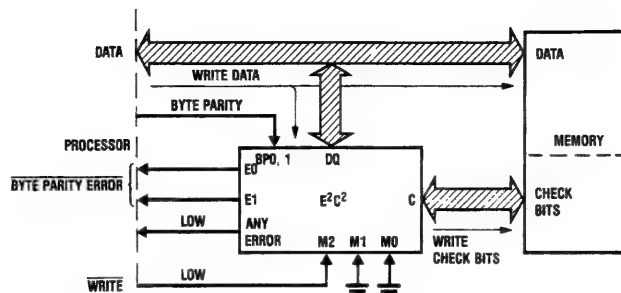 DATA
DATA
WRITE DATA
BYTE PARITY
PROCESSOR
MEMORY
BP0, 1 DQ
E0
BYTE PARITY ERROR
E1 E²C² C
CHECK
BITS
LOW
ANY
ERROR
M2 M1 M0
WRITE
CHECK BITS
LOW
WRITE